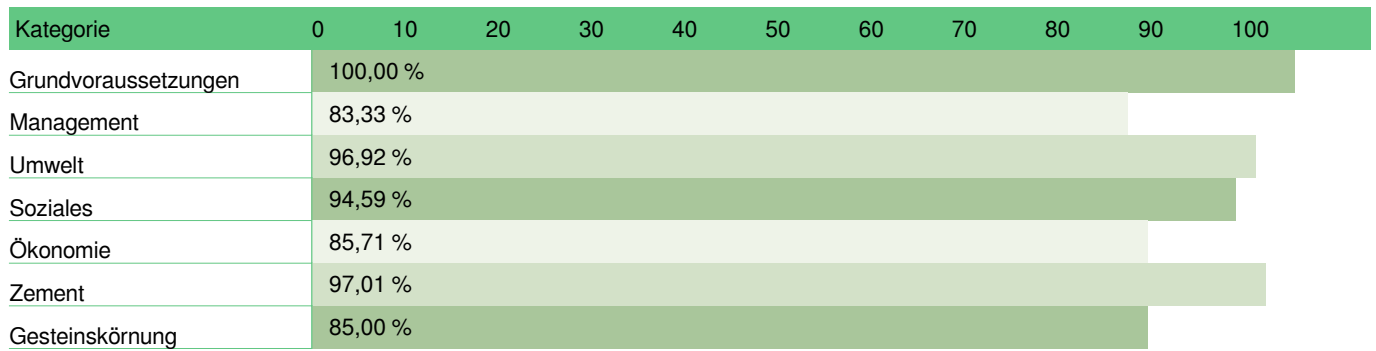 Kategorie 0 10 20 30 40 50 60 70 80 90 100
Grundvoraussetzungen 100,00 %
Management 83,33 %
Umwelt 96,92 %
Soziales 94,59 %
Ökonomie 85,71 %
Zement 97,01 %
Gesteinskörnung 85,00 %